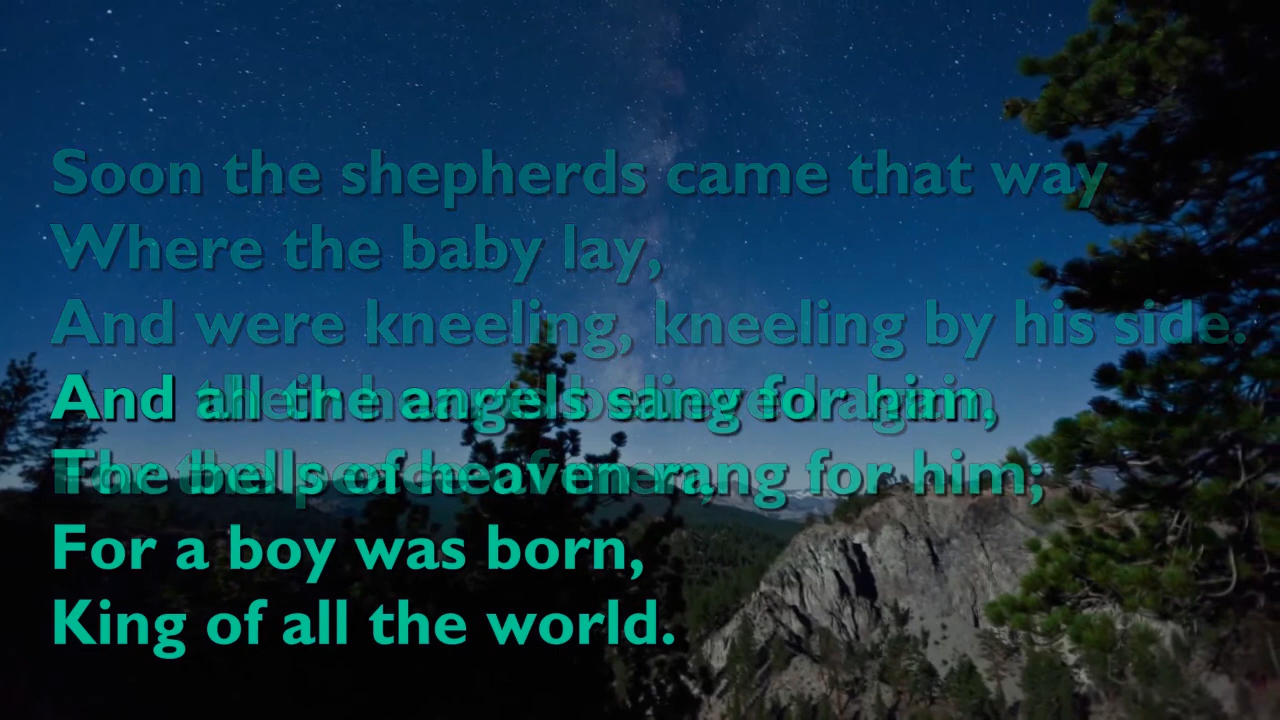 Soon the shepherds came that way
Where the baby lay,
And were kneeling, kneeling by his side.
And all the angels sang for him,
The bells of heaven rang for him;
For a boy was born,
King of all the world.